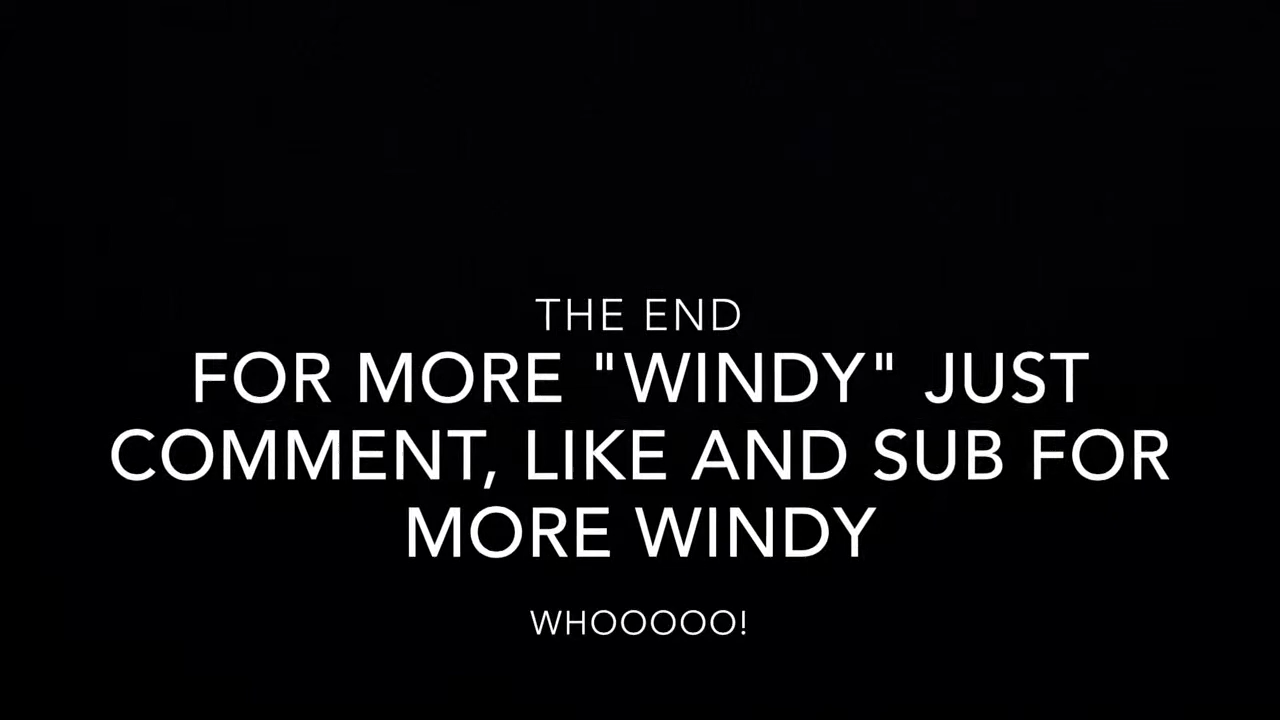 THE END
FOR MORE "WINDY" JUST
COMMENT, LIKE AND SUB FOR
MORE WINDY
WHOOOOO!